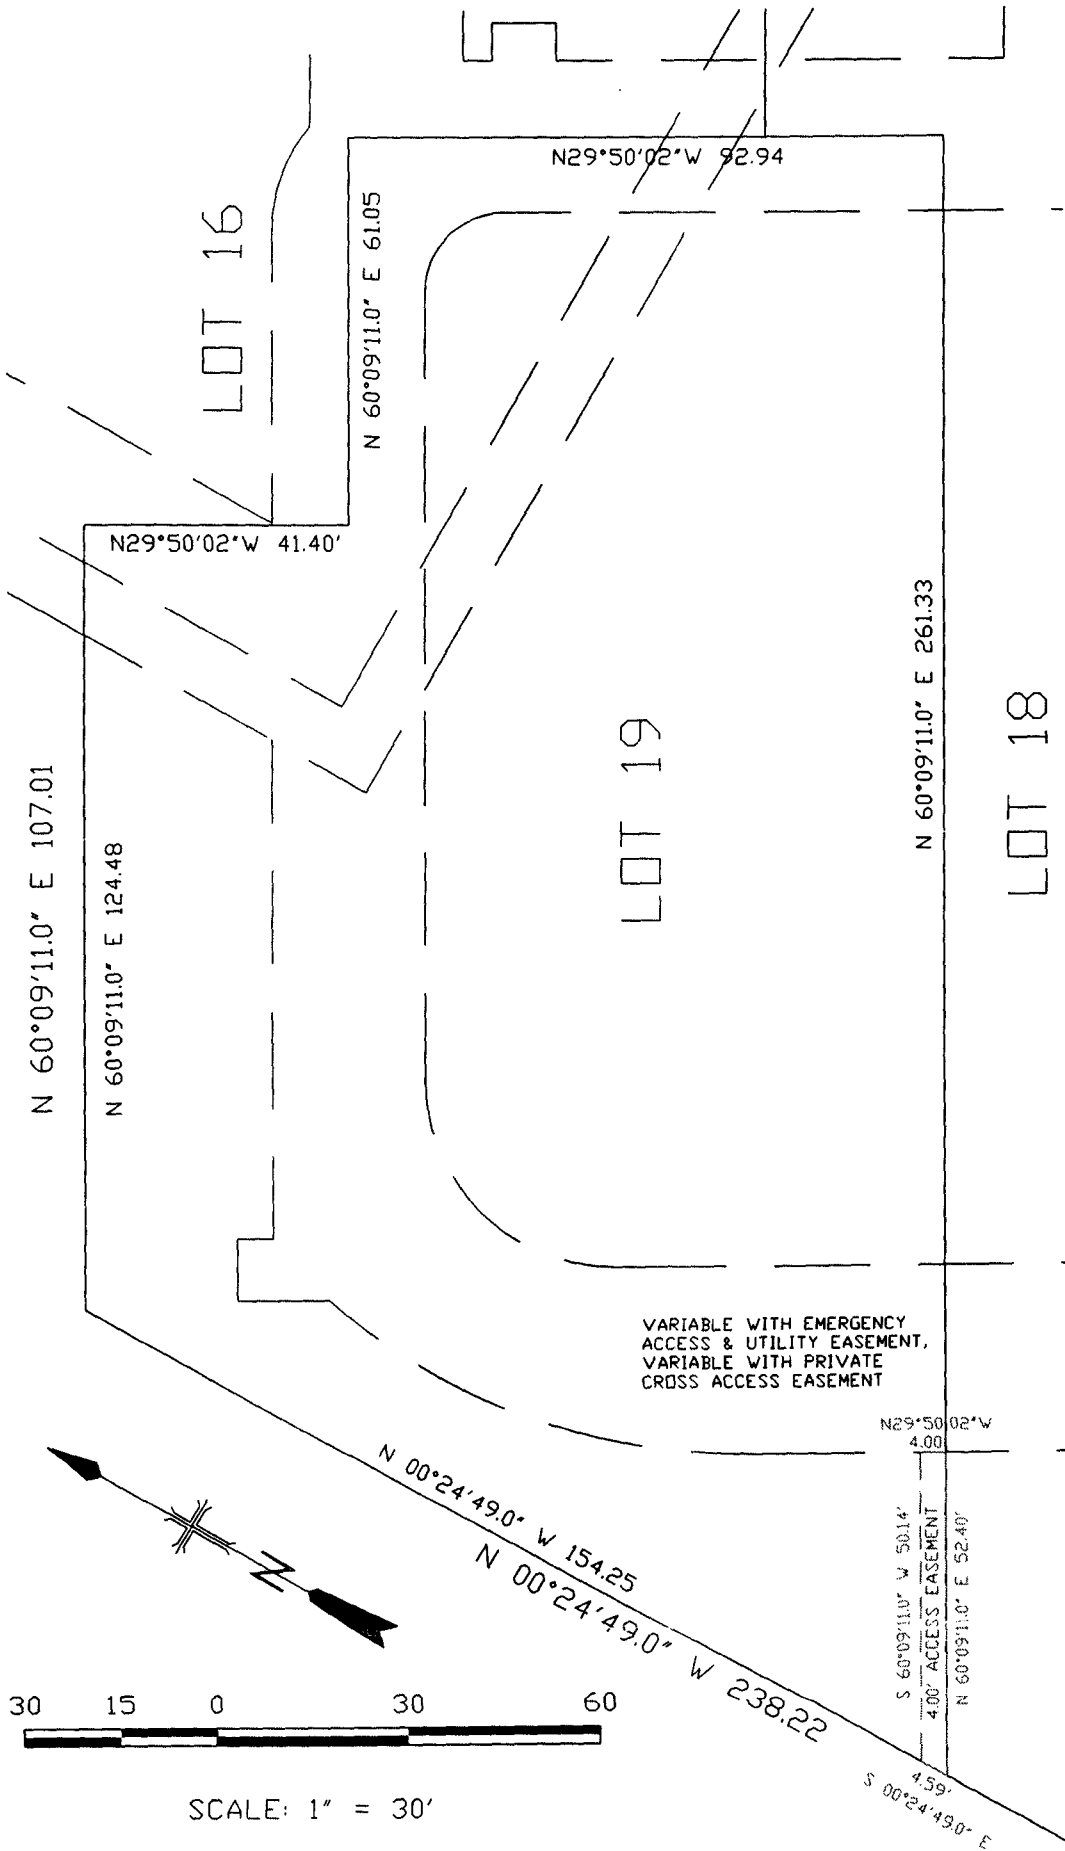 N29°50'02"W 92.94
LOT 16
N 60°09'11.0" E 61.05
N29°50'02"W 41.40'
N 60°09'11.0" E 261.33
LOT 19
LOT 18
N 60°09'11.0" E 107.01
N 60°09'11.0" E 124.48
VARIABLE WITH EMERGENCY
ACCESS & UTILITY EASEMENT,
VARIABLE WITH PRIVATE
CROSS ACCESS EASEMENT
N29°50'02"W
4.00
N 00°24'49.0" W 154.25
N 00°24'49.0" W 238.22
S 60°09'11.0" W 50.14'
4.00' ACCESS EASEMENT
N 60°09'11.0" E 52.40'
N
4.59'
S 00°24'49.0" E
30 15 0 30 60
SCALE: 1" = 30'